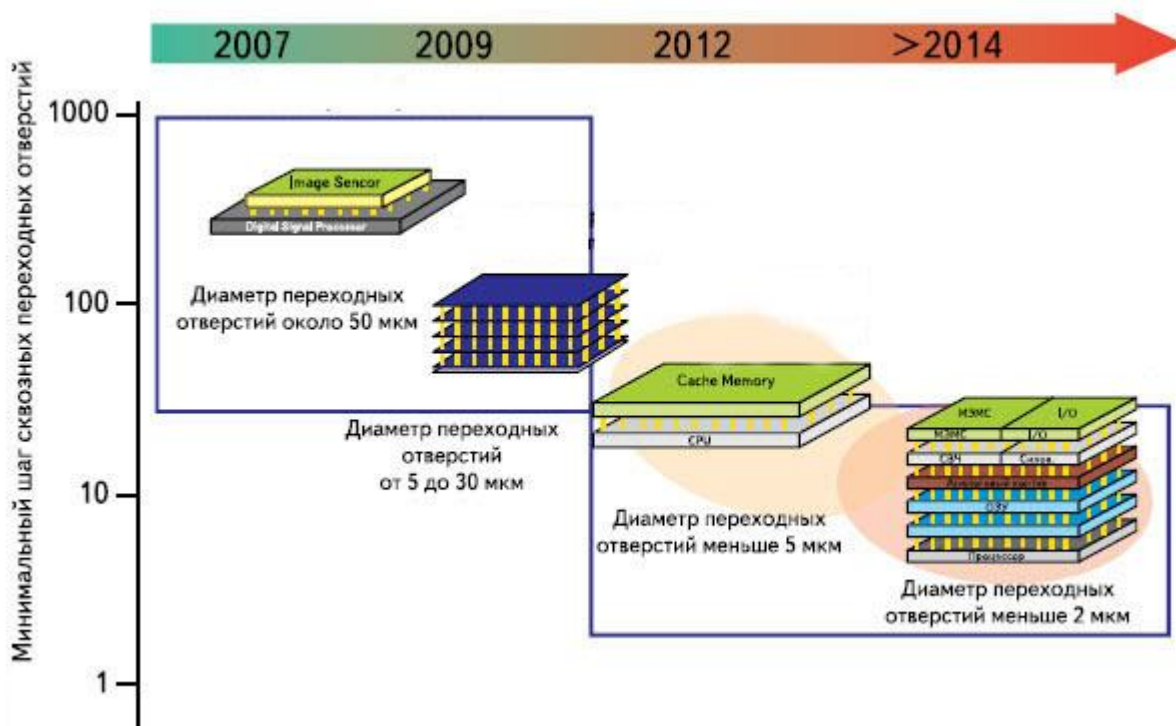 2007
2009
2012
>2014
Минимальный шаг сквозных переходных отверстий
1000
100
10
1
Image Sencor
Digital Signal Processor
Диаметр переходных
отверстий около 50 мкм
Диаметр переходных
отверстий
от 5 до 30 мкм
Cache Memory
CPU
Диаметр переходных
отверстий меньше 5 мкм
МЭМС
I/O
МЭМС
I/O
СВЧ
ОЗУ
Процессор
Диаметр переходных
отверстий меньше 2 мкм